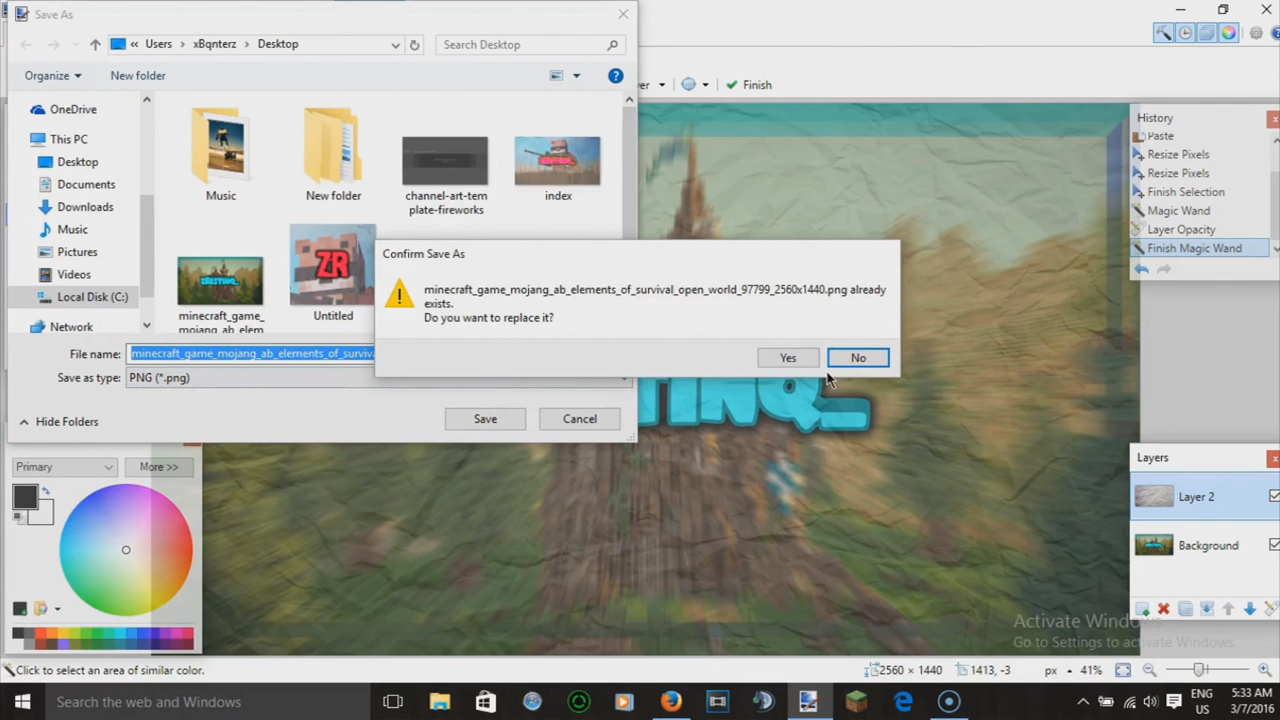 Save As
Users
xBqnterz
Desktop
Search Desktop
Organize
New folder
OneDrive
This PC
Desktop
Documents
Downloads
Music
Pictures
Videos
Local Disk (C:)
Network
Music
New folder
channel-art-tem
plate-fireworks
index
minecraft_game_
mojang_ab_elem
ZR
Untitled
File name:
minecraft_game_mojang_ab_elements_of_surviva
Save as type:
PNG (*.png)
Hide Folders
Save
Cancel
Confirm Save As
minecraft_game_mojang_ab_elements_of_survival_open_world_97799_2560x1440.png already
exists.
Do you want to replace it?
Yes
No
Finish
History
Paste
Resize Pixels
Resize Pixels
Finish Selection
Magic Wand
Layer Opacity
Finish Magic Wand
Layers
Layer 2
Background
Primary
More >>
Activate Windows
Go to Settings to activate Windows.
Click to select an area of similar color.
2560 × 1440
1413, -3
px
41%
Search the web and Windows
ENG
US
5:33 AM
3/7/2016